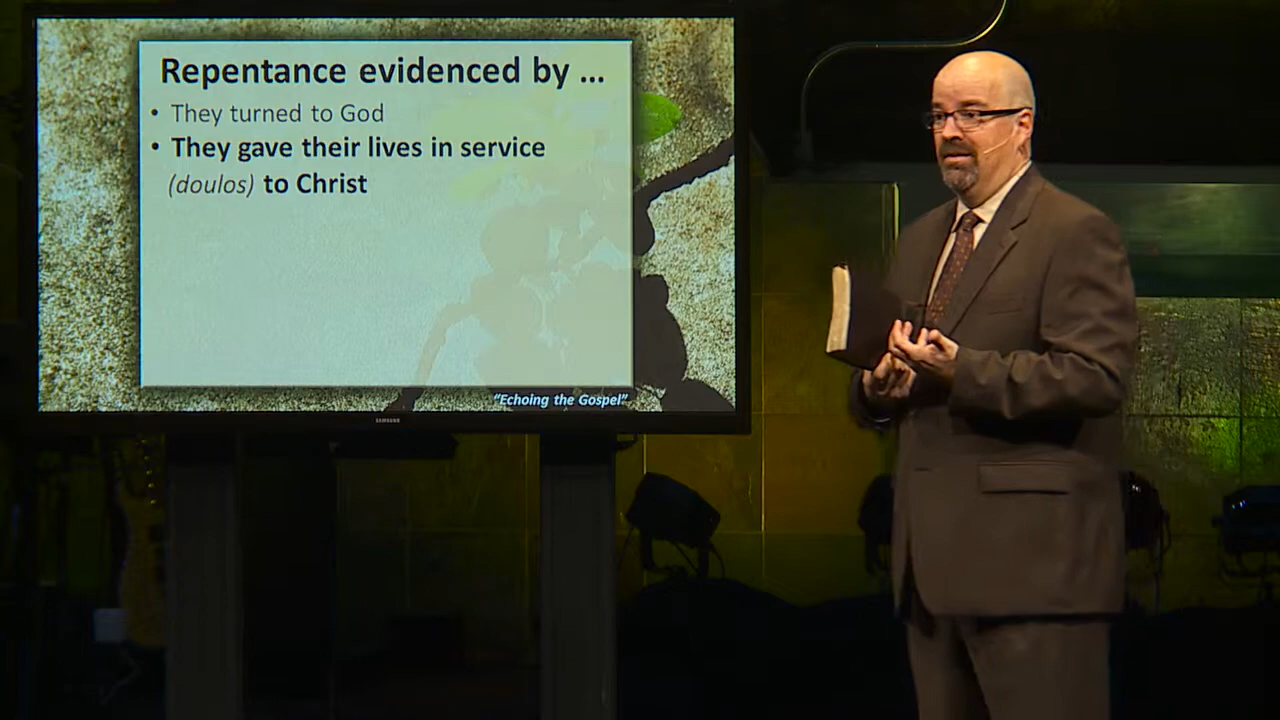 Repentance evidenced by ...
• They turned to God
• They gave their lives in service
(doulos) to Christ
"Echoing the Gospel"
SAMSUNG